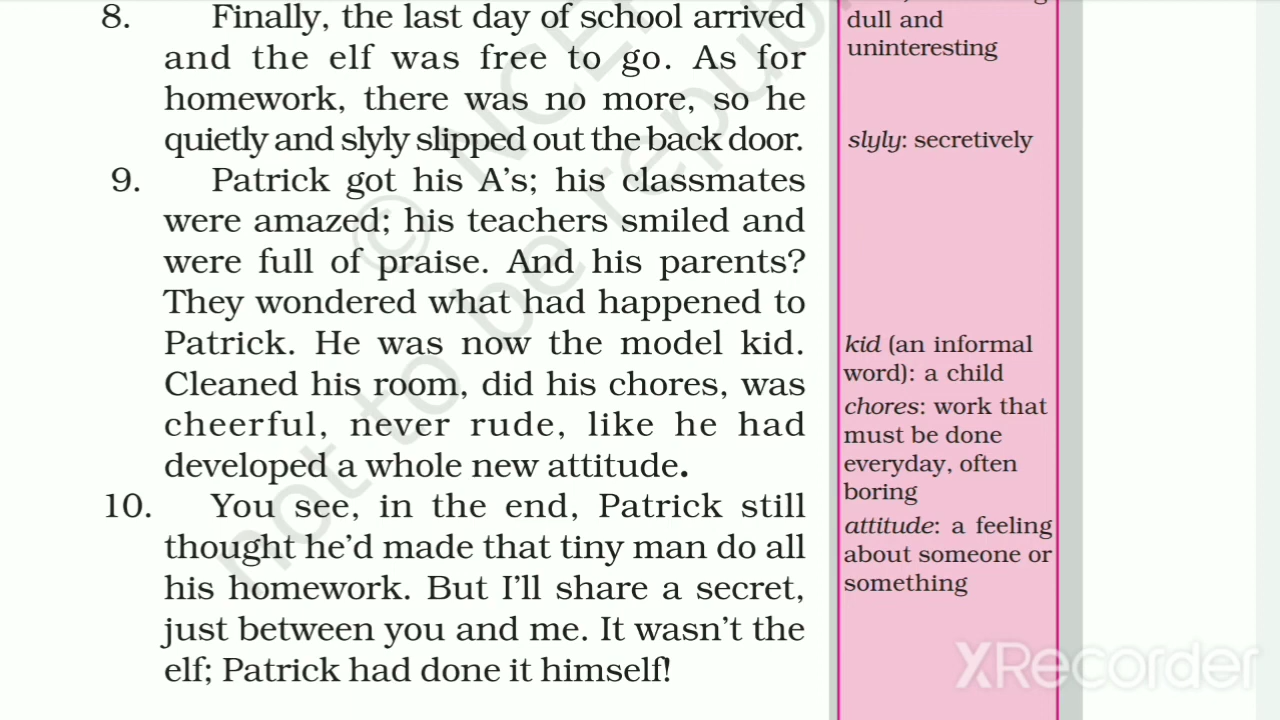 8. Finally, the last day of school arrived
and the elf was free to go. As for
homework, there was no more, so he
quietly and slyly slipped out the back door.
9. Patrick got his A's; his classmates
were amazed; his teachers smiled and
were full of praise. And his parents?
They wondered what had happened to
Patrick. He was now the model kid.
Cleaned his room, did his chores, was
cheerful, never rude, like he had
developed a whole new attitude.
10. You see, in the end, Patrick still
thought he'd made that tiny man do all
his homework. But I'll share a secret,
just between you and me. It wasn't the
elf; Patrick had done it himself!
dull and
uninteresting
slyly: secretively
kid (an informal
word): a child
chores: work that
must be done
everyday, often
boring
attitude: a feeling
about someone or
something
not to be republ
© NCE
XRecorder